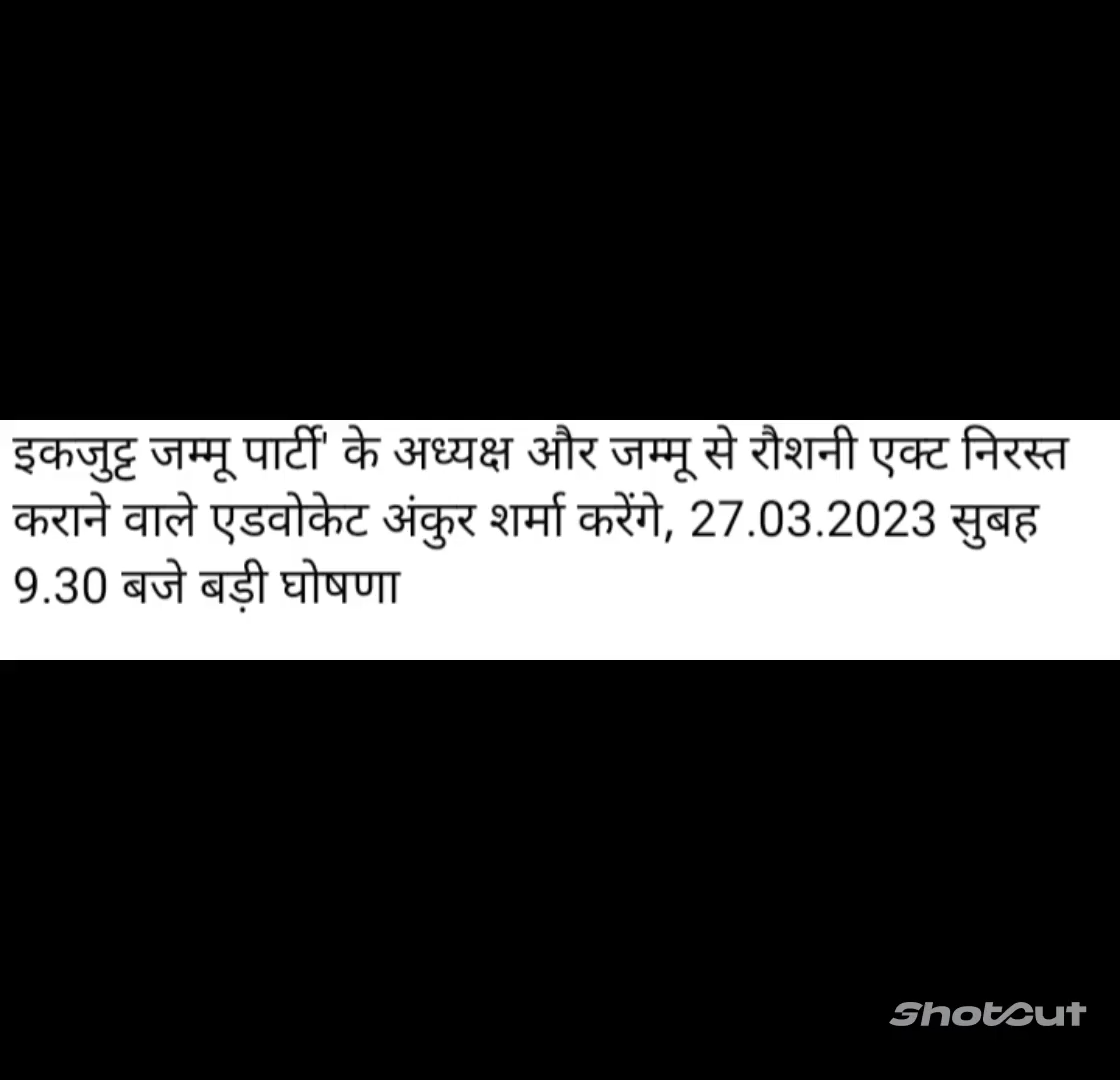 इकजुट्ट जम्मू पार्टी' के अध्यक्ष और जम्मू से रौशनी एक्ट निरस्त
कराने वाले एडवोकेट अंकुर शर्मा करेंगे, 27.03.2023 सुबह
9.30 बजे बड़ी घोषणा
ShotCut